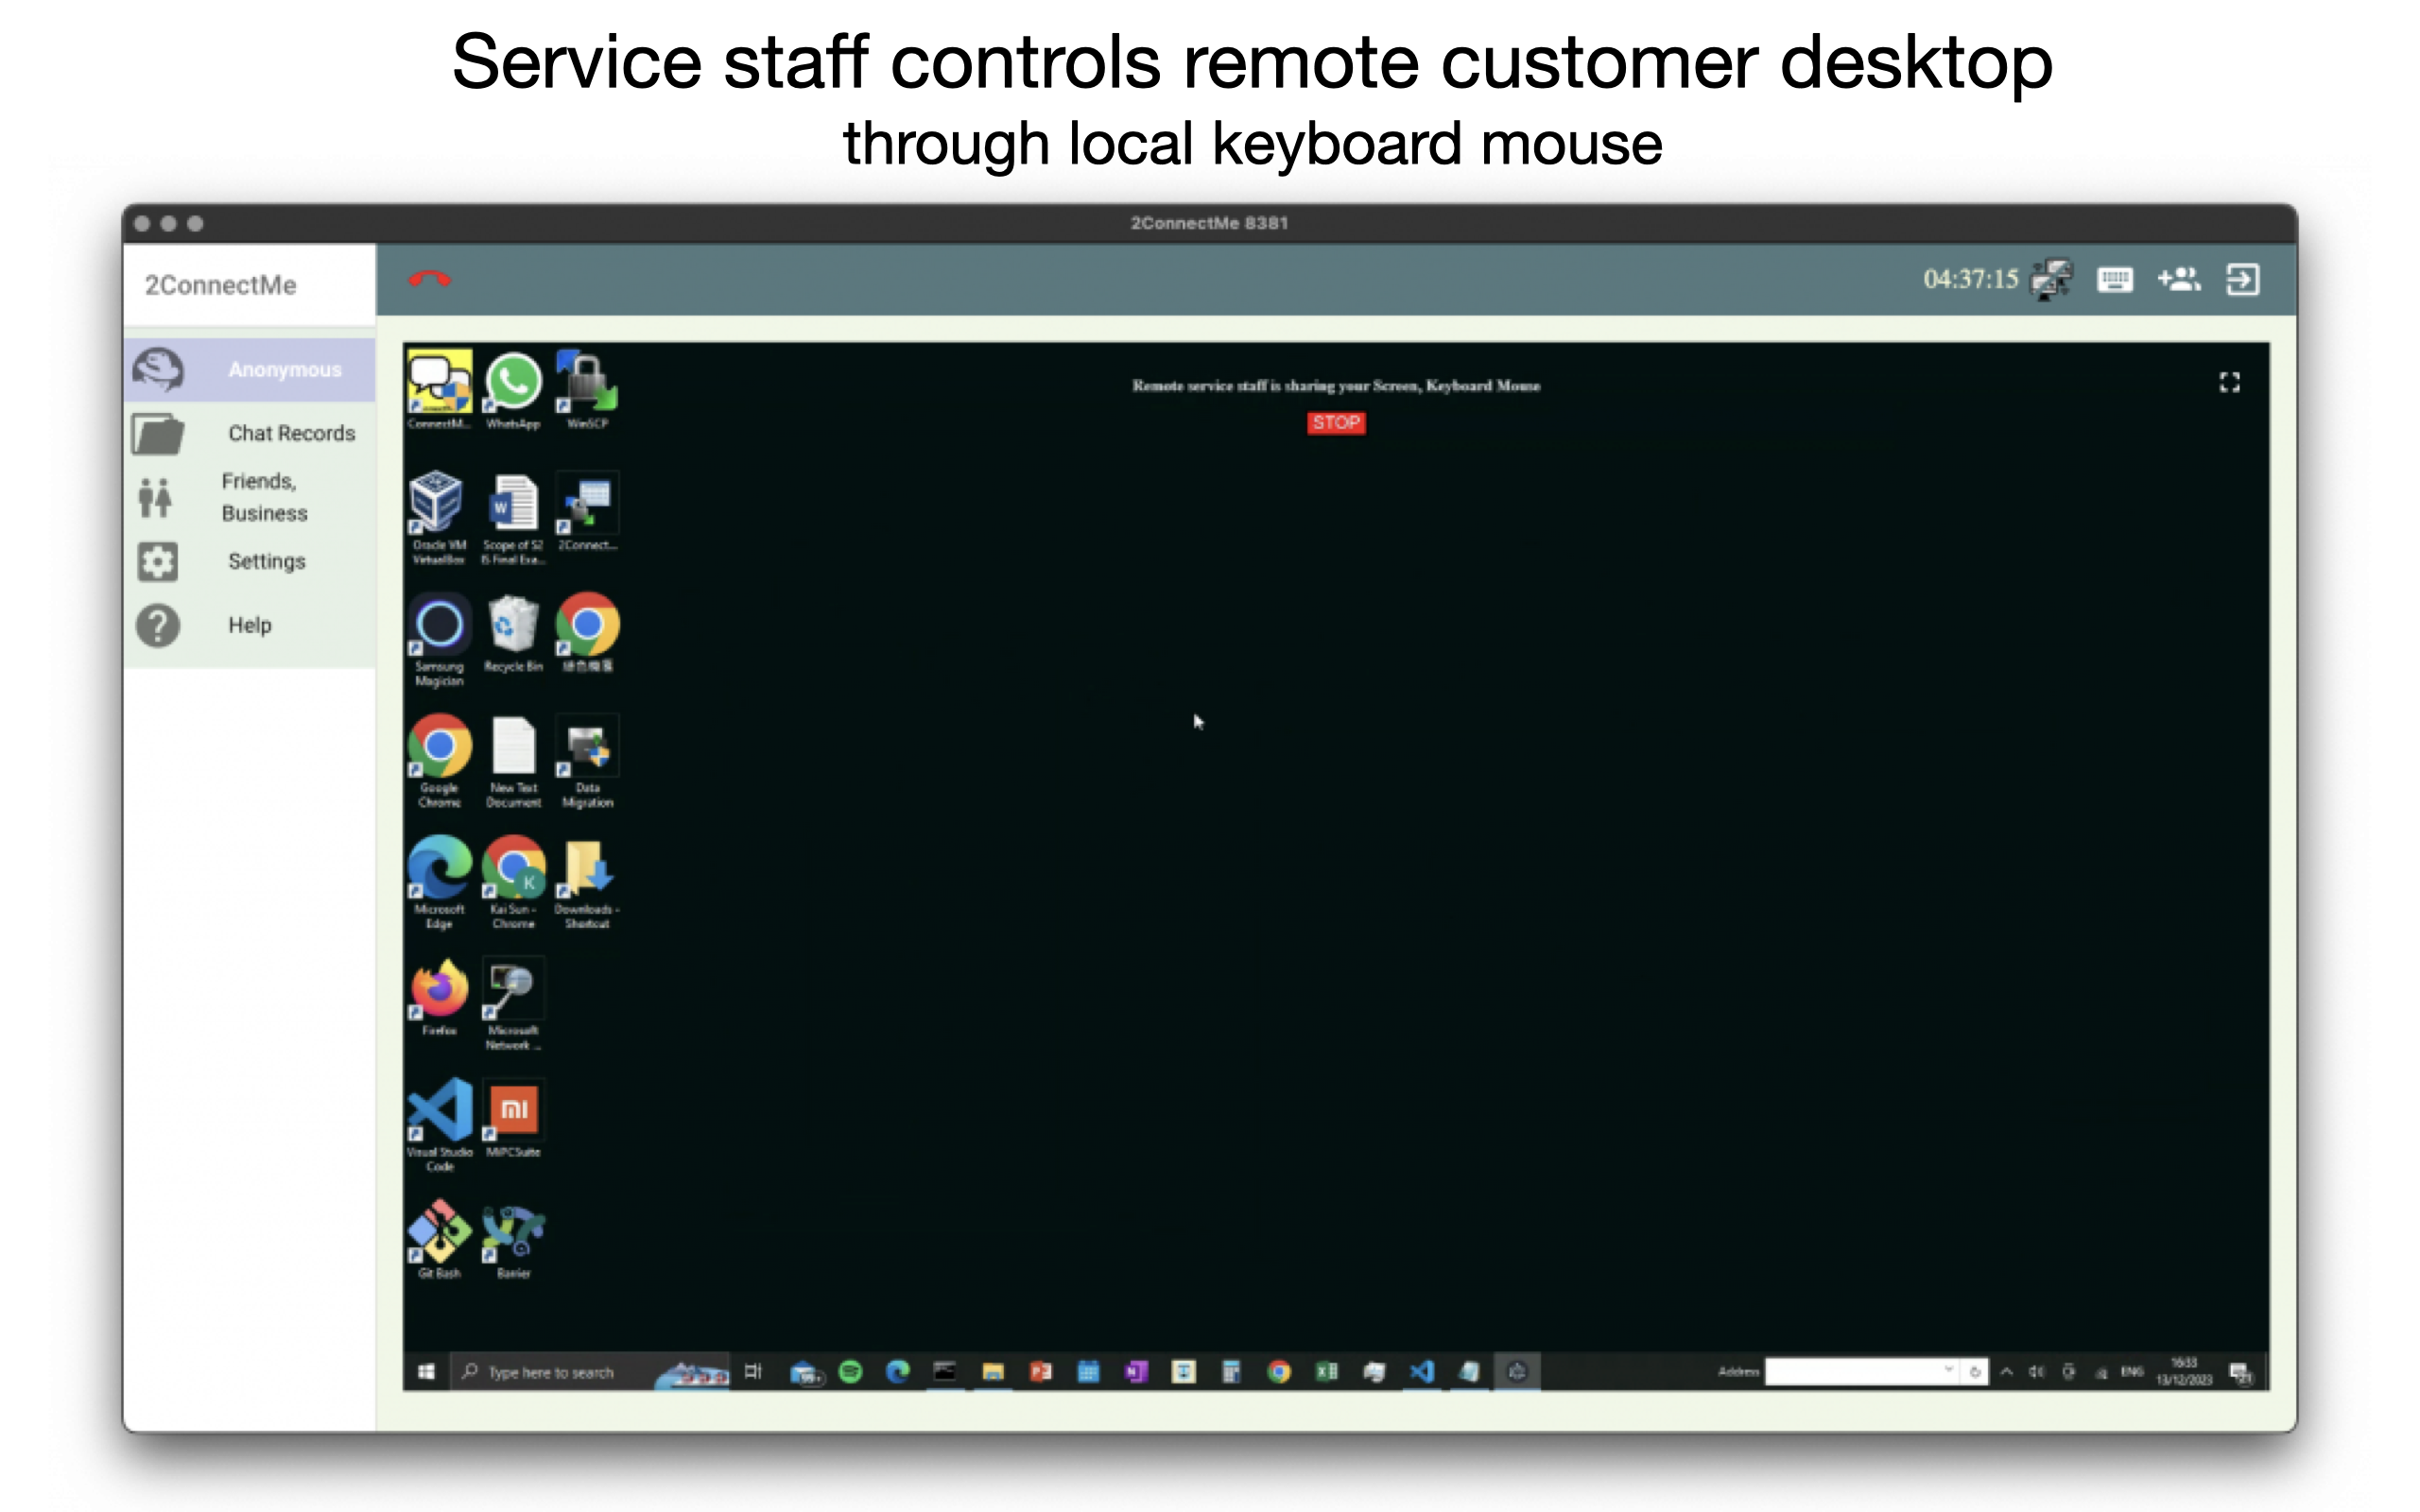 Service staff controls remote customer desktop
through local keyboard mouse
2ConnectMe 8381
2ConnectMe
04:37:15
Anonymous
Chat Records
Friends,
Business
Settings
Help
Remote service staff is sharing your Screen, Keyboard Mouse
STOP
ConnectM...
WhatsApp
WinSCP
Oracle VM
VirtualBox
Scope of S2
IS Final Exa...
2Connect...
Samsung
Magician
Recycle Bin
Google
Chrome
New Text
Document
Data
Migration
Microsoft
Edge
K
Kai Sun -
Chrome
Downloads -
Shortcut
Firefox
Microsoft
Network ...
Visual Studio
Code
MiPCSuite
Git Bash
Barrier
Type here to search
99+
Address
ENG
1633
13/12/2023